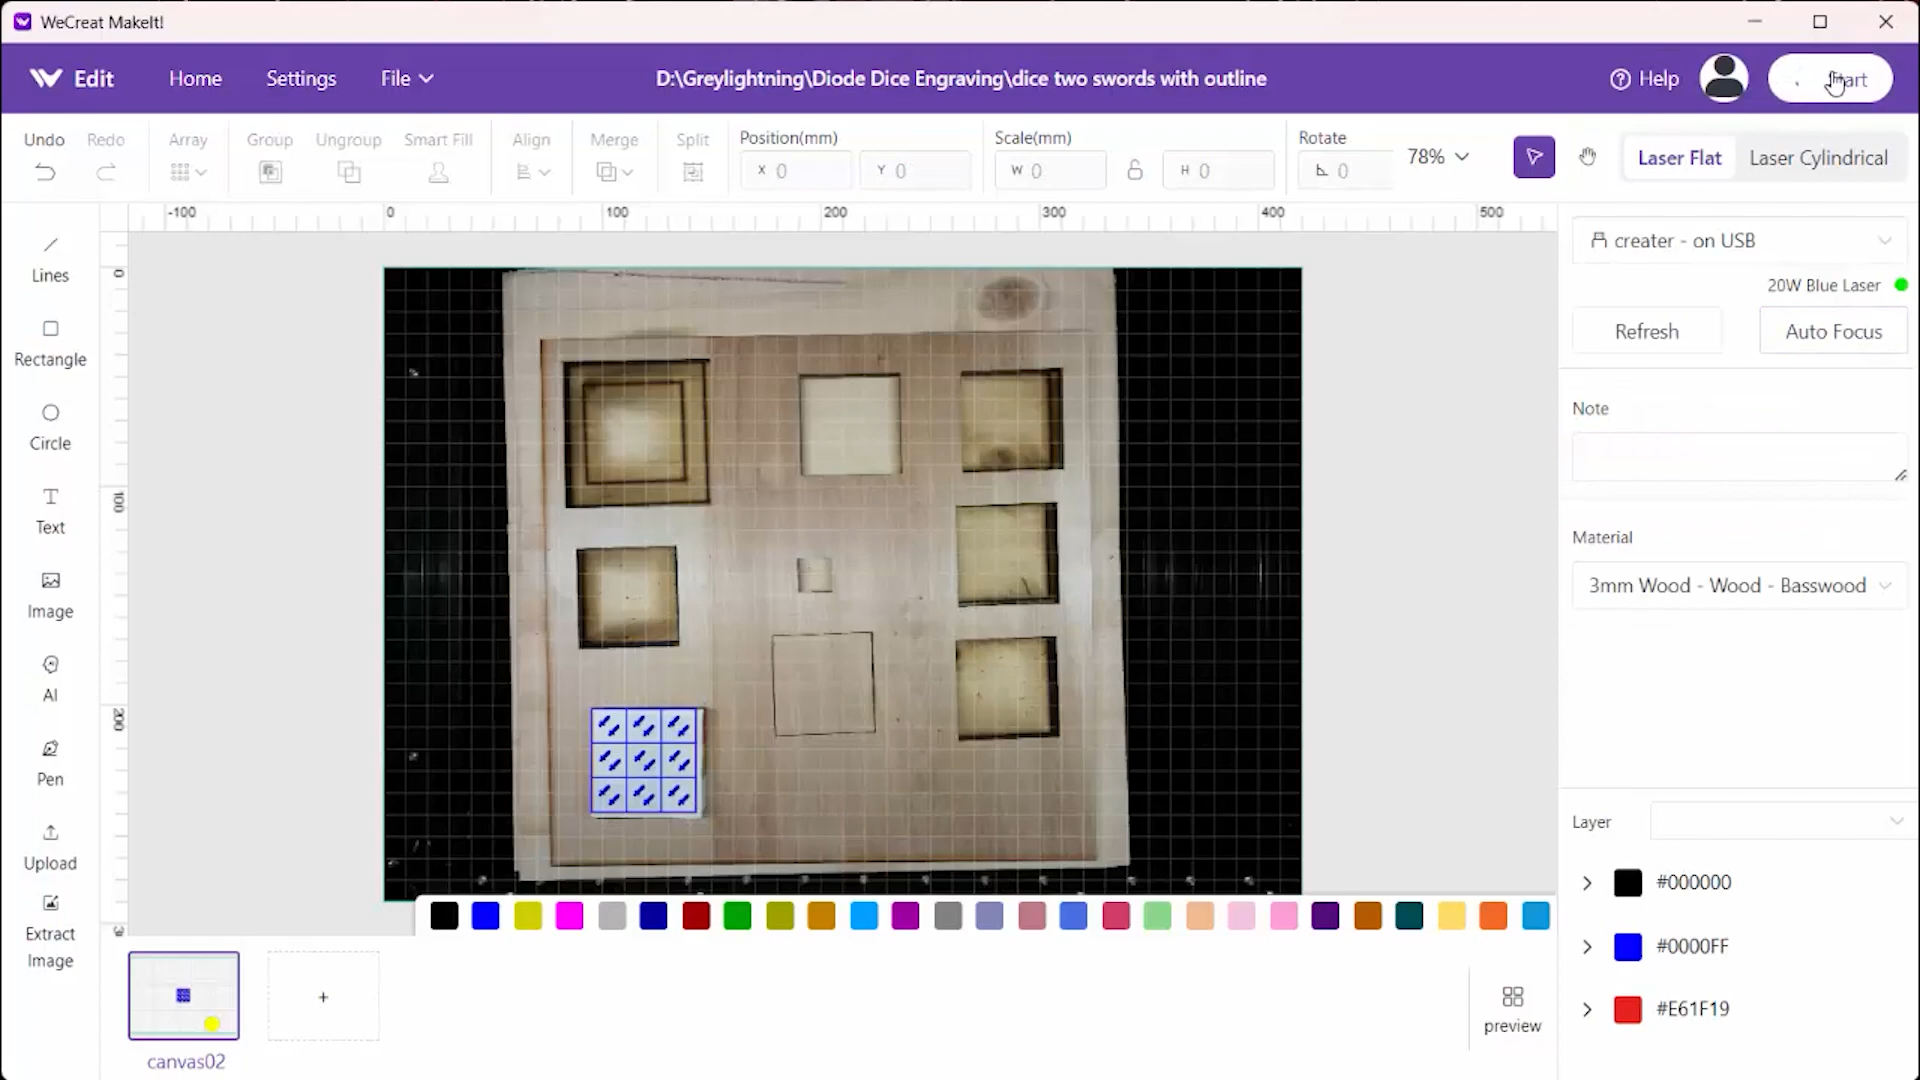 WeCreat MakeIt!
Edit
Home
Settings
File
D:\Greylightning\Diode Dice Engraving\dice two swords with outline
Help
Undo
Redo
Array
Group
Ungroup
Smart Fill
Align
Merge
Split
Position(mm)
X 0
Y 0
Scale(mm)
W 0
H 0
Rotate
0
78%
Laser Flat
Laser Cylindrical
-100
0
100
200
300
400
500
0
100
200
Lines
Rectangle
Circle
Text
Image
AI
Pen
Upload
Extract
Image
creater - on USB
20W Blue Laser
Refresh
Auto Focus
Note
Material
3mm Wood - Wood - Basswood
Layer
#000000
#0000FF
#E61F19
+
canvas02
preview